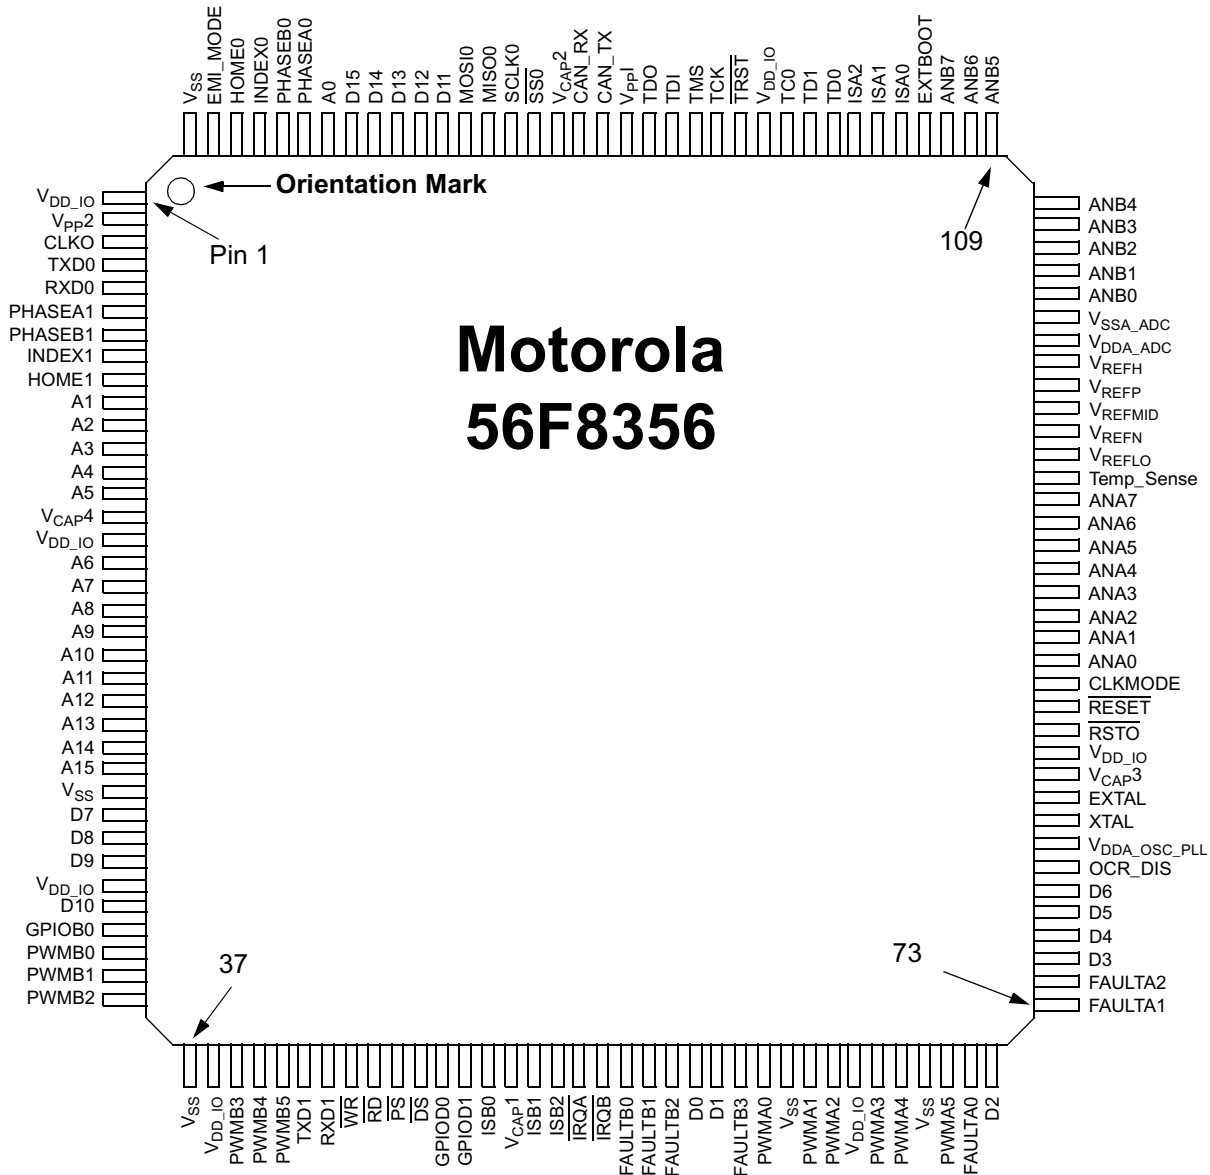 VSS
EMI_MODE
HOME0
INDEX0
PHASEB0
PHASEA0
A0
D15
D14
D13
D12
D11
MOSI0
MISO0
SCLK0
SS0
VCAP2
CAN_RX
CAN_TX
VPP1
TDO
TDI
TMS
TCK
TRST
VDD_IO
TC0
TD1
TD0
ISA2
ISA1
ISA0
EXTBOOT
ANB7
ANB6
ANB5
Orientation Mark
Pin 1
109
Motorola
56F8356
37
73
VDD_IO
VPP2
CLKO
TXD0
RXD0
PHASEA1
PHASEB1
INDEX1
HOME1
A1
A2
A3
A4
A5
VCAP4
VDD_IO
A6
A7
A8
A9
A10
A11
A12
A13
A14
A15
VSS
D7
D8
D9
VDD_IO
D10
GPIOB0
PWMB0
PWMB1
PWMB2
ANB4
ANB3
ANB2
ANB1
ANB0
VSSA_ADC
VDDA_ADC
VREFH
VREFP
VREFMID
VREFN
VREFLO
Temp_Sense
ANA7
ANA6
ANA5
ANA4
ANA3
ANA2
ANA1
ANA0
CLKMODE
RESET
RSTO
VDD_IO
VCAP3
EXTAL
XTAL
VDDA_OSC_PLL
OCR_DIS
D6
D5
D4
D3
FAULTA2
FAULTA1
VSS
VDD_IO
PWMB3
PWMB4
PWMB5
TXD1
RXD1
WR
RD
PS
DS
GPIOD0
GPIOD1
ISB0
VCAP1
ISB1
ISB2
IRQA
IRQB
FAULTB0
FAULTB1
FAULTB2
D0
D1
FAULTB3
PWMA0
VSS
PWMA1
PWMA2
VDD_IO
PWMA3
PWMA4
VSS
PWMA5
FAULTA0
D2